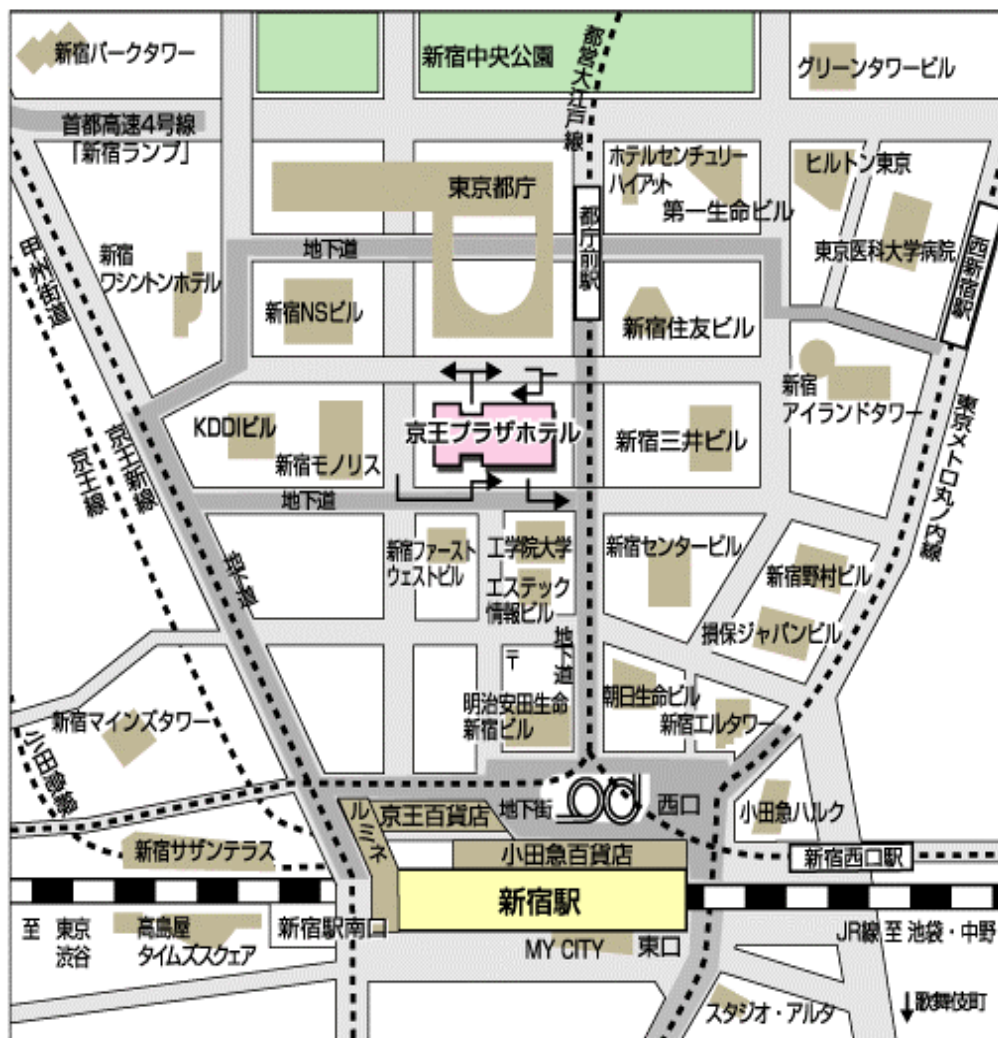 新宿パークタワー
新宿中央公園
グリーンタワービル
都営大江戸線
首都高速4号線
「新宿ランプ」
東京都庁
ホテルセンチュリー
ハイアット
第一生命ビル
ヒルトン東京
都庁前駅
東京医科大学病院
西新宿駅
地下道
新宿
ワシントンホテル
甲州街道
新宿NSビル
新宿住友ビル
新宿
アイランドタワー
京王プラザホテル
KDDIビル
新宿モノリス
新宿三井ビル
京王新線
京王線
東京メトロ丸ノ内線
地下道
地下道
新宿ファースト
ウェストビル
工学院大学
エステック
情報ビル
新宿センタービル
新宿野村ビル
損保ジャパンビル
地下道
〒
明治安田生命
新宿ビル
朝日生命ビル
新宿エルタワー
新宿マインズタワー
小田急線
ルミネ
京王百貨店
地下街
西口
小田急ハルク
新宿サザンテラス
小田急百貨店
新宿西口駅
新宿駅
至 東京
渋谷
高島屋
タイムズスクェア
新宿駅南口
MY CITY
東口
JR線 至 池袋・中野
スタジオ・アルタ
↓歌舞伎町